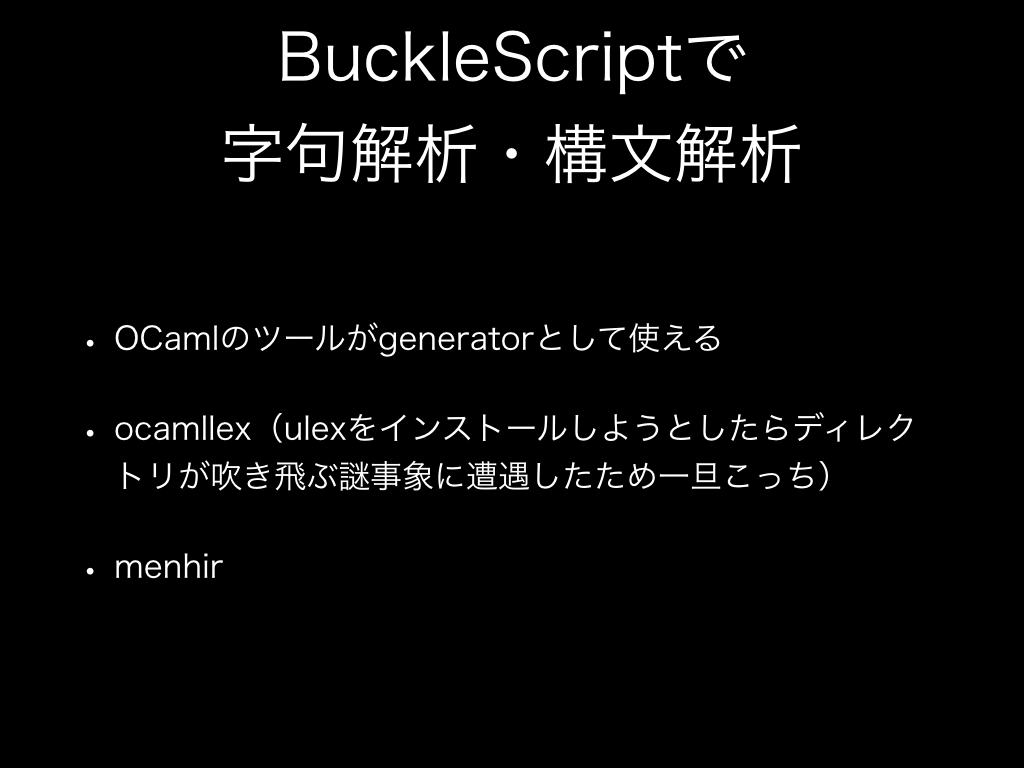 BuckleScriptで
字句解析・構文解析
• OCamlのツールがgeneratorとして使える
• ocamllex（ulexをインストールしようとしたらディレク
トリが吹き飛ぶ謎事象に遭遇したため一旦こっち）
• menhir